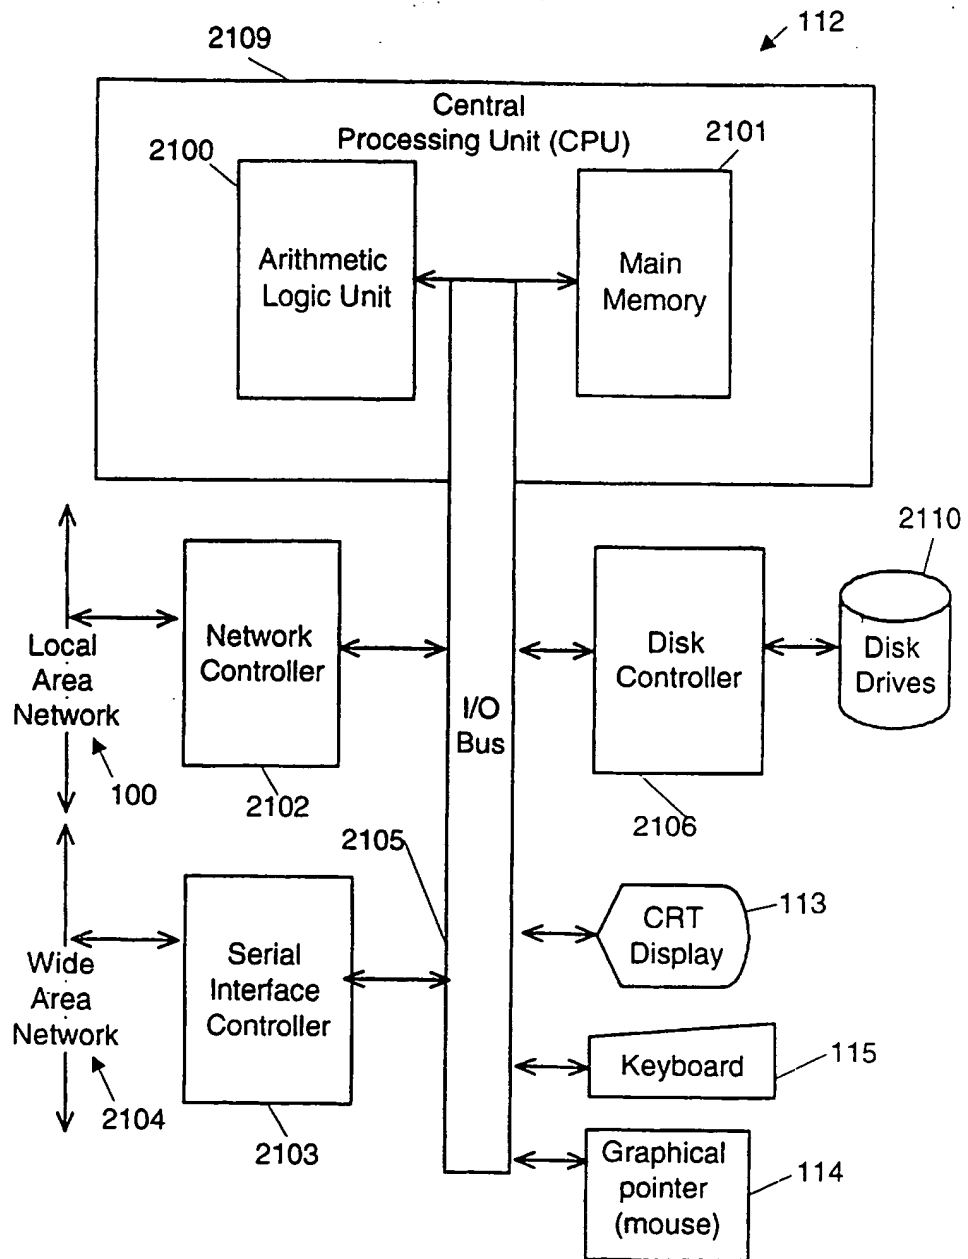 112
2109
Central
Processing Unit (CPU)
2100
2101
Arithmetic
Logic Unit
Main
Memory
2110
Local
Area
Network
100
Network
Controller
2102
I/O
Bus
Disk
Controller
2106
Disk
Drives
2105
Wide
Area
Network
2104
Serial
Interface
Controller
2103
CRT
Display
113
Keyboard
115
Graphical
pointer
(mouse)
114